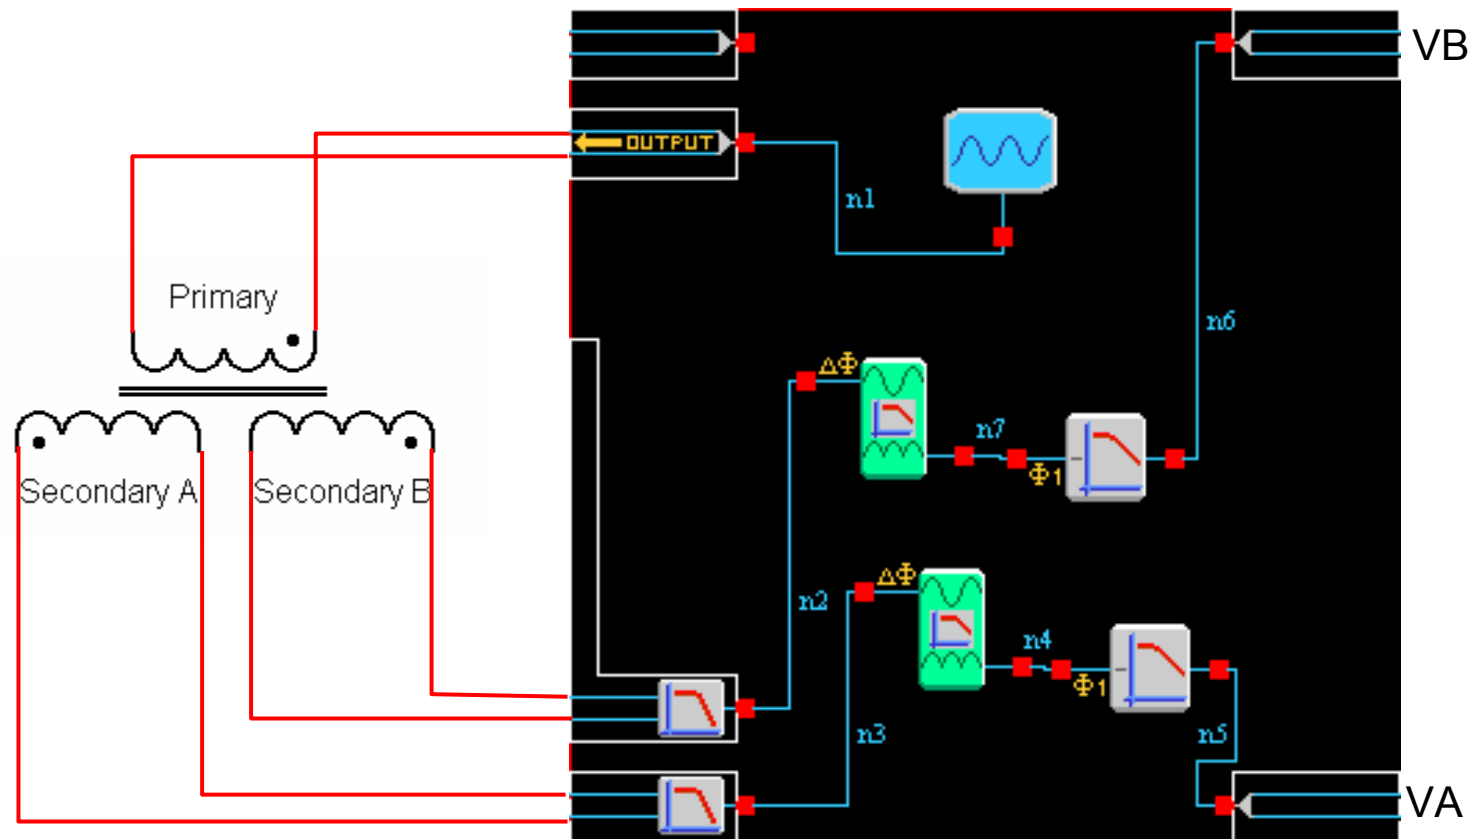 VB
OUTPUT
n1
Primary
n6
ΔΦ
n7
Φ1
Secondary A
Secondary B
ΔΦ
n2
n4
Φ1
n3
n5
VA